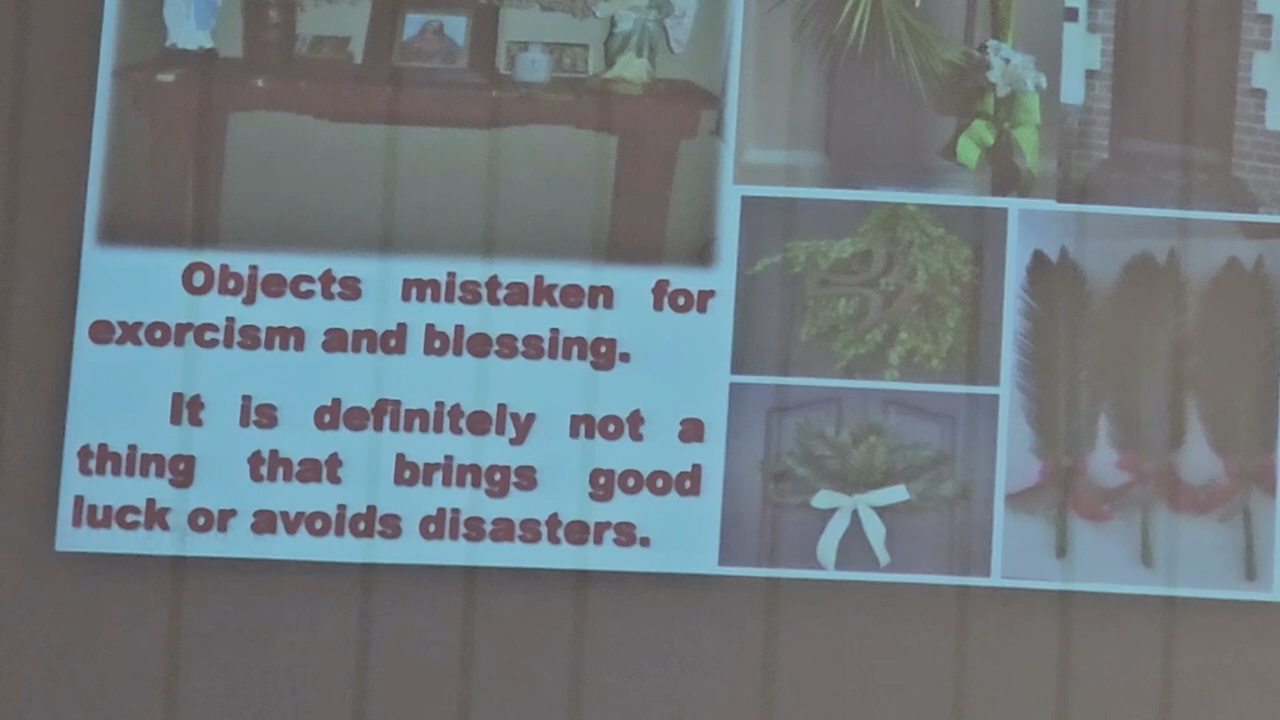 Objects mistaken for
exorcism and blessing.
It is definitely not a
thing that brings good
luck or avoids disasters.